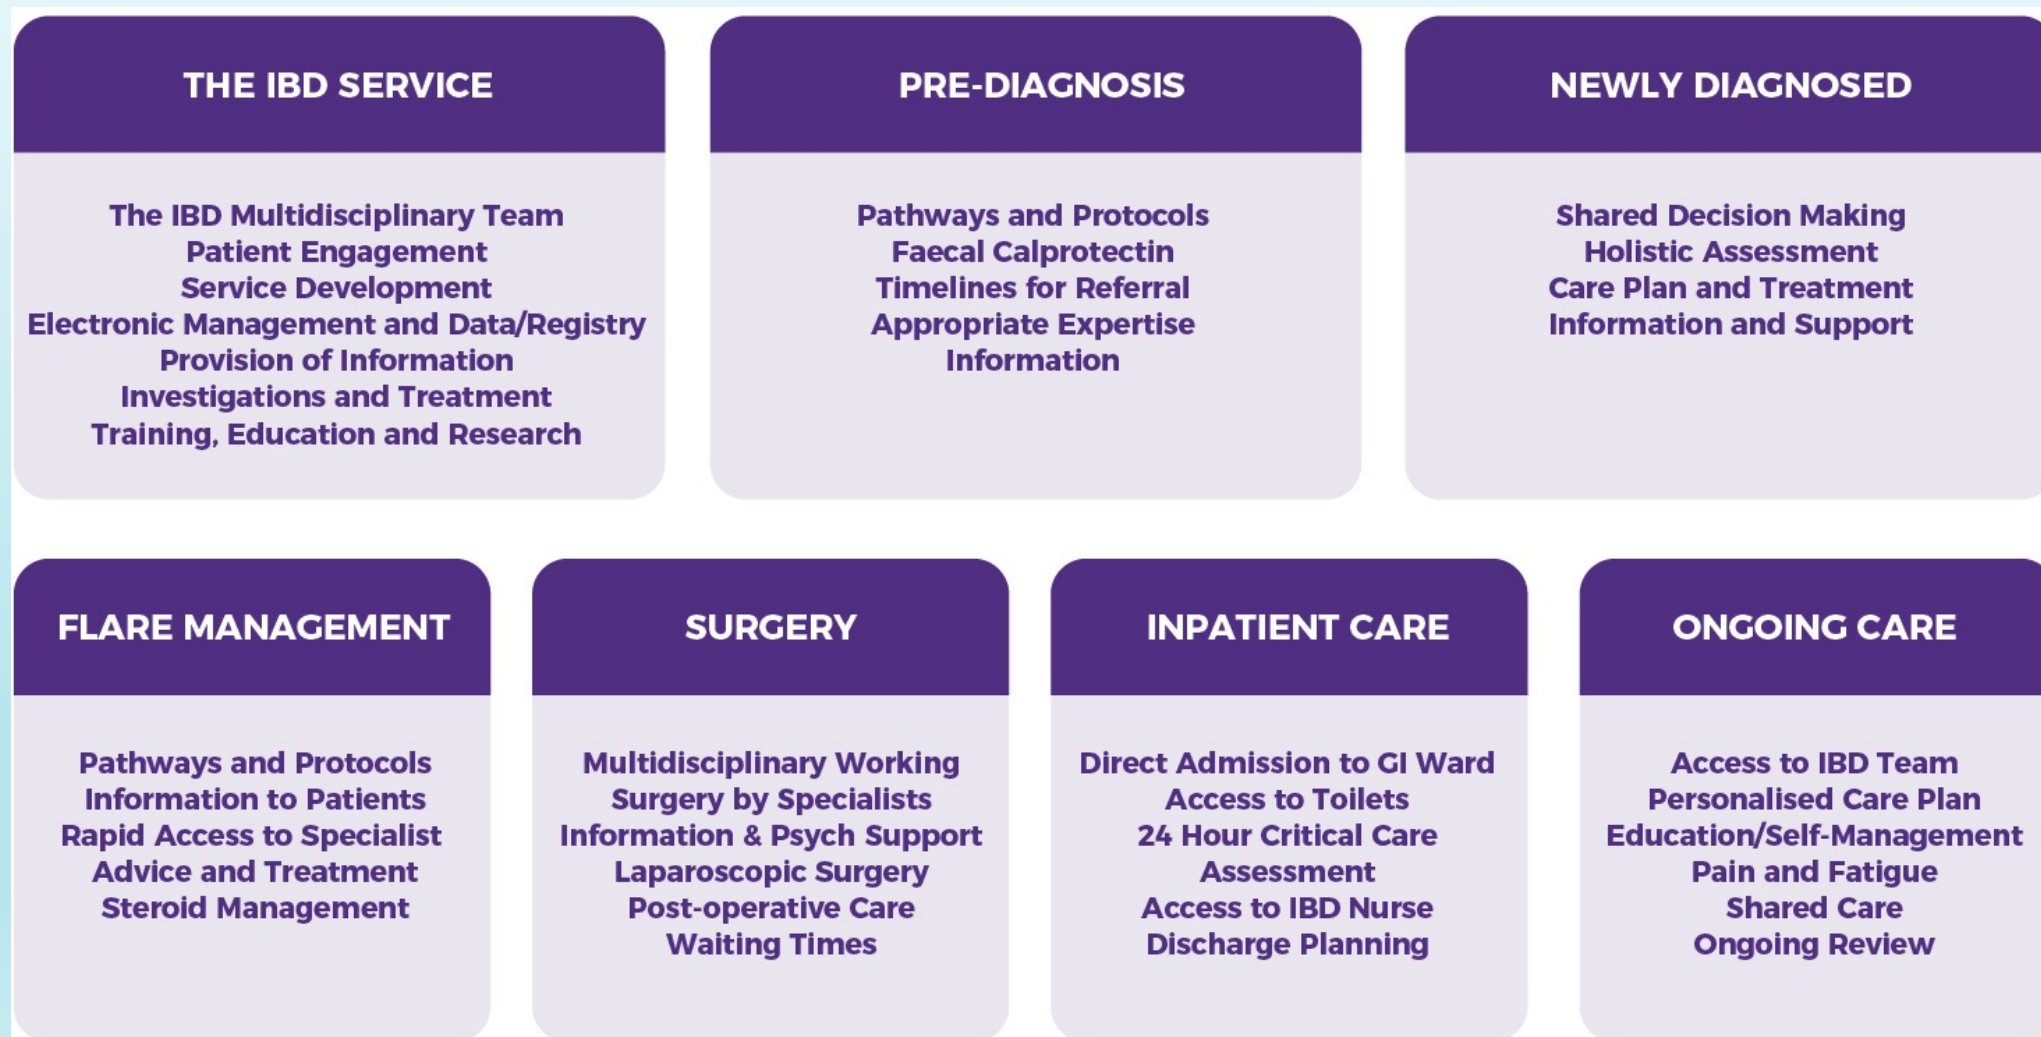 THE IBD SERVICE
The IBD Multidisciplinary Team
Patient Engagement
Service Development
Electronic Management and Data/Registry
Provision of Information
Investigations and Treatment
Training, Education and Research
PRE-DIAGNOSIS
Pathways and Protocols
Faecal Calprotectin
Timelines for Referral
Appropriate Expertise
Information
NEWLY DIAGNOSED
Shared Decision Making
Holistic Assessment
Care Plan and Treatment
Information and Support
FLARE MANAGEMENT
Pathways and Protocols
Information to Patients
Rapid Access to Specialist
Advice and Treatment
Steroid Management
SURGERY
Multidisciplinary Working
Surgery by Specialists
Information & Psych Support
Laparoscopic Surgery
Post-operative Care
Waiting Times
INPATIENT CARE
Direct Admission to GI Ward
Access to Toilets
24 Hour Critical Care
Assessment
Access to IBD Nurse
Discharge Planning
ONGOING CARE
Access to IBD Team
Personalised Care Plan
Education/Self-Management
Pain and Fatigue
Shared Care
Ongoing Review